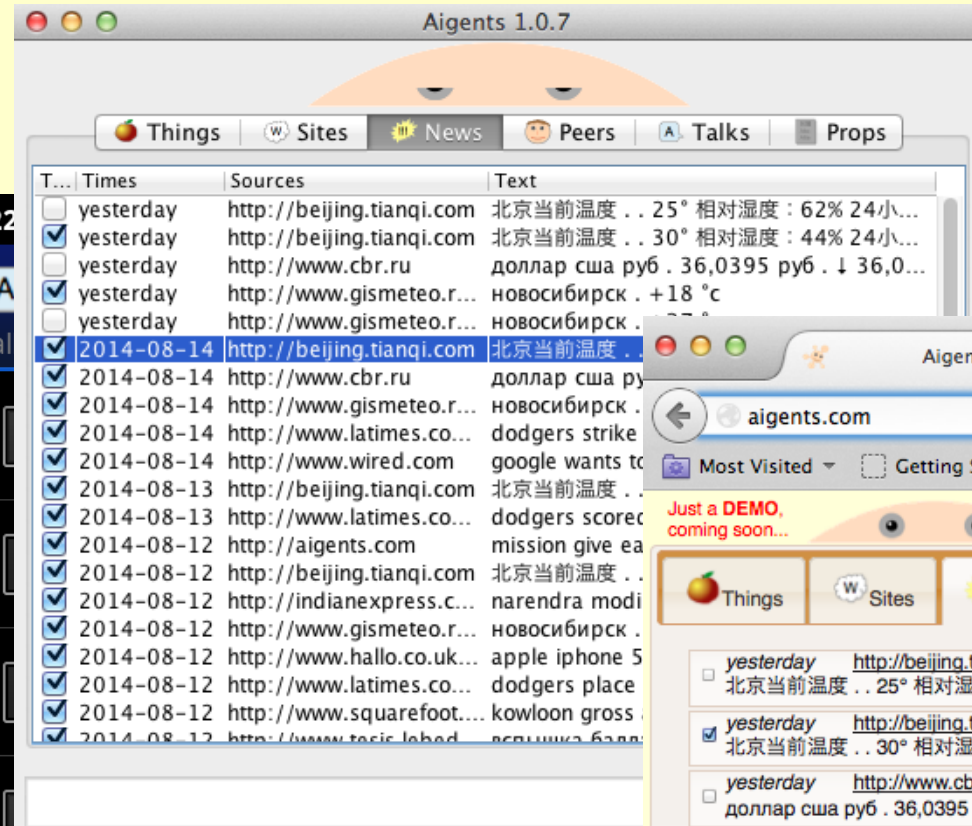 Aigents 1.0.7
Things Sites News Peers Talks Props
T... Times Sources Text
yesterday http://beijing.tianqi.com 北京当前温度 . . 25° 相对湿度：62% 24小...
yesterday http://beijing.tianqi.com 北京当前温度 . . 30° 相对湿度：44% 24小...
yesterday http://www.cbr.ru доллар сша руб . 36,0395 руб . ↓ 36,0...
yesterday http://www.gismeteo.r... новосибирск . +18 °c
yesterday http://www.gismeteo.r... новосибирск .
2014-08-14 http://beijing.tianqi.com 北京当前温度 . .
2014-08-14 http://www.cbr.ru доллар сша ру
2014-08-14 http://www.gismeteo.r... новосибирск .
2014-08-14 http://www.latimes.co... dodgers strike
2014-08-14 http://www.wired.com google wants to
2014-08-13 http://beijing.tianqi.com 北京当前温度 . .
2014-08-13 http://www.latimes.co... dodgers scored
2014-08-12 http://aigents.com mission give ea
2014-08-12 http://beijing.tianqi.com 北京当前温度 . .
2014-08-12 http://indianexpress.c... narendra modi
2014-08-12 http://www.gismeteo.r... новосибирск .
2014-08-12 http://www.hallo.co.uk... apple iphone 5
2014-08-12 http://www.latimes.co... dodgers place
2014-08-12 http://www.squarefoot.... kowloon gross
2014-08-12 http://www.tesis.lebed
Aigen
aigents.com
Most Visited Getting
Just a DEMO,
coming soon...
Things Sites
yesterday http://beijing.t
北京当前温度 . . 25° 相对湿
yesterday http://beijing.t
北京当前温度 . . 30° 相对湿
yesterday http://www.cb
доллар сша руб . 36,0395